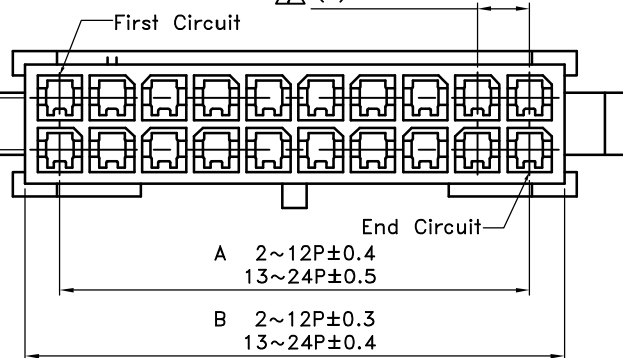 First Circuit
End Circuit
A 2~12P±0.4
13~24P±0.5
B 2~12P±0.3
13~24P±0.4